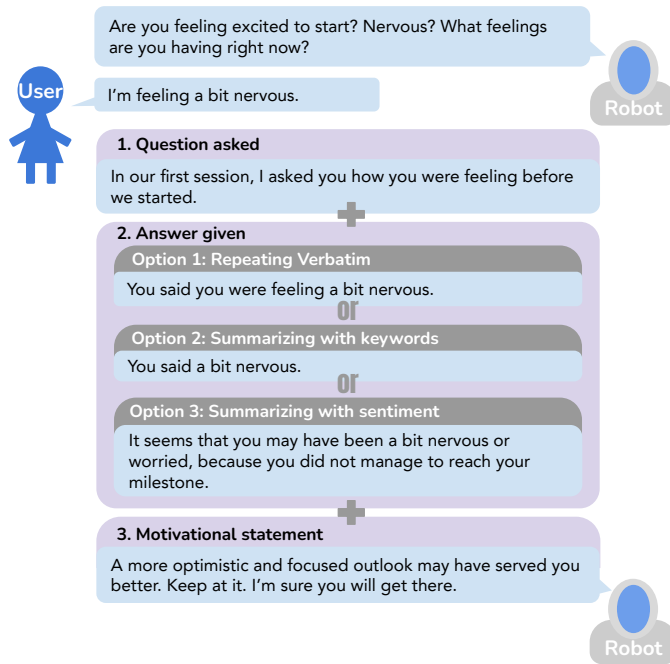 Are you feeling excited to start? Nervous? What feelings
are you having right now?
Robot
User
I'm feeling a bit nervous.
1. Question asked
In our first session, I asked you how you were feeling before
we started.
2. Answer given
Option 1: Repeating Verbatim
You said you were feeling a bit nervous.
or
Option 2: Summarizing with keywords
You said a bit nervous.
or
Option 3: Summarizing with sentiment
It seems that you may have been a bit nervous or
worried, because you did not manage to reach your
milestone.
3. Motivational statement
A more optimistic and focused outlook may have served you
better. Keep at it. I'm sure you will get there.
Robot